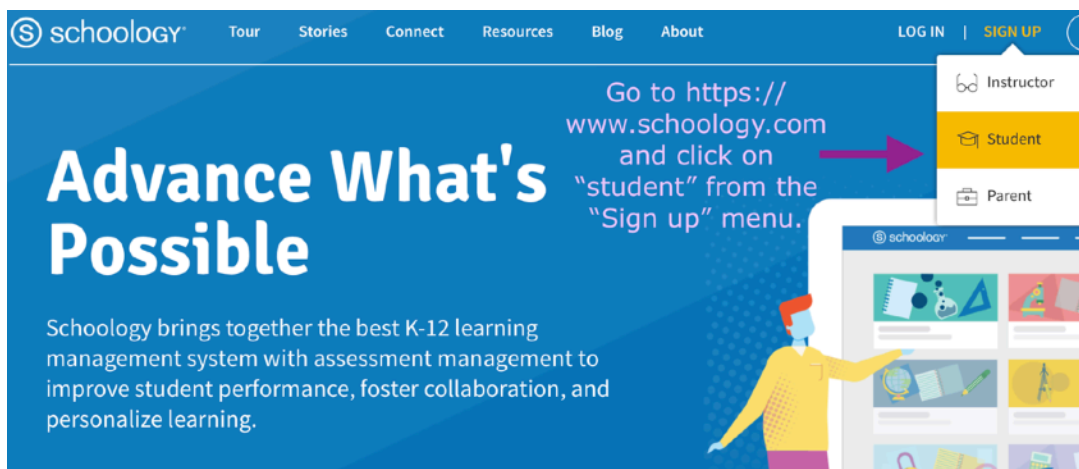 schoology
Tour
Stories
Connect
Resources
Blog
About
LOG IN | SIGN UP
Instructor
Student
Parent
Go to https://
www.schoology.com
and click on
“student” from the
“Sign up” menu.
Advance What's
Possible
Schoology brings together the best K-12 learning
management system with assessment management to
improve student performance, foster collaboration, and
personalize learning.
schoology